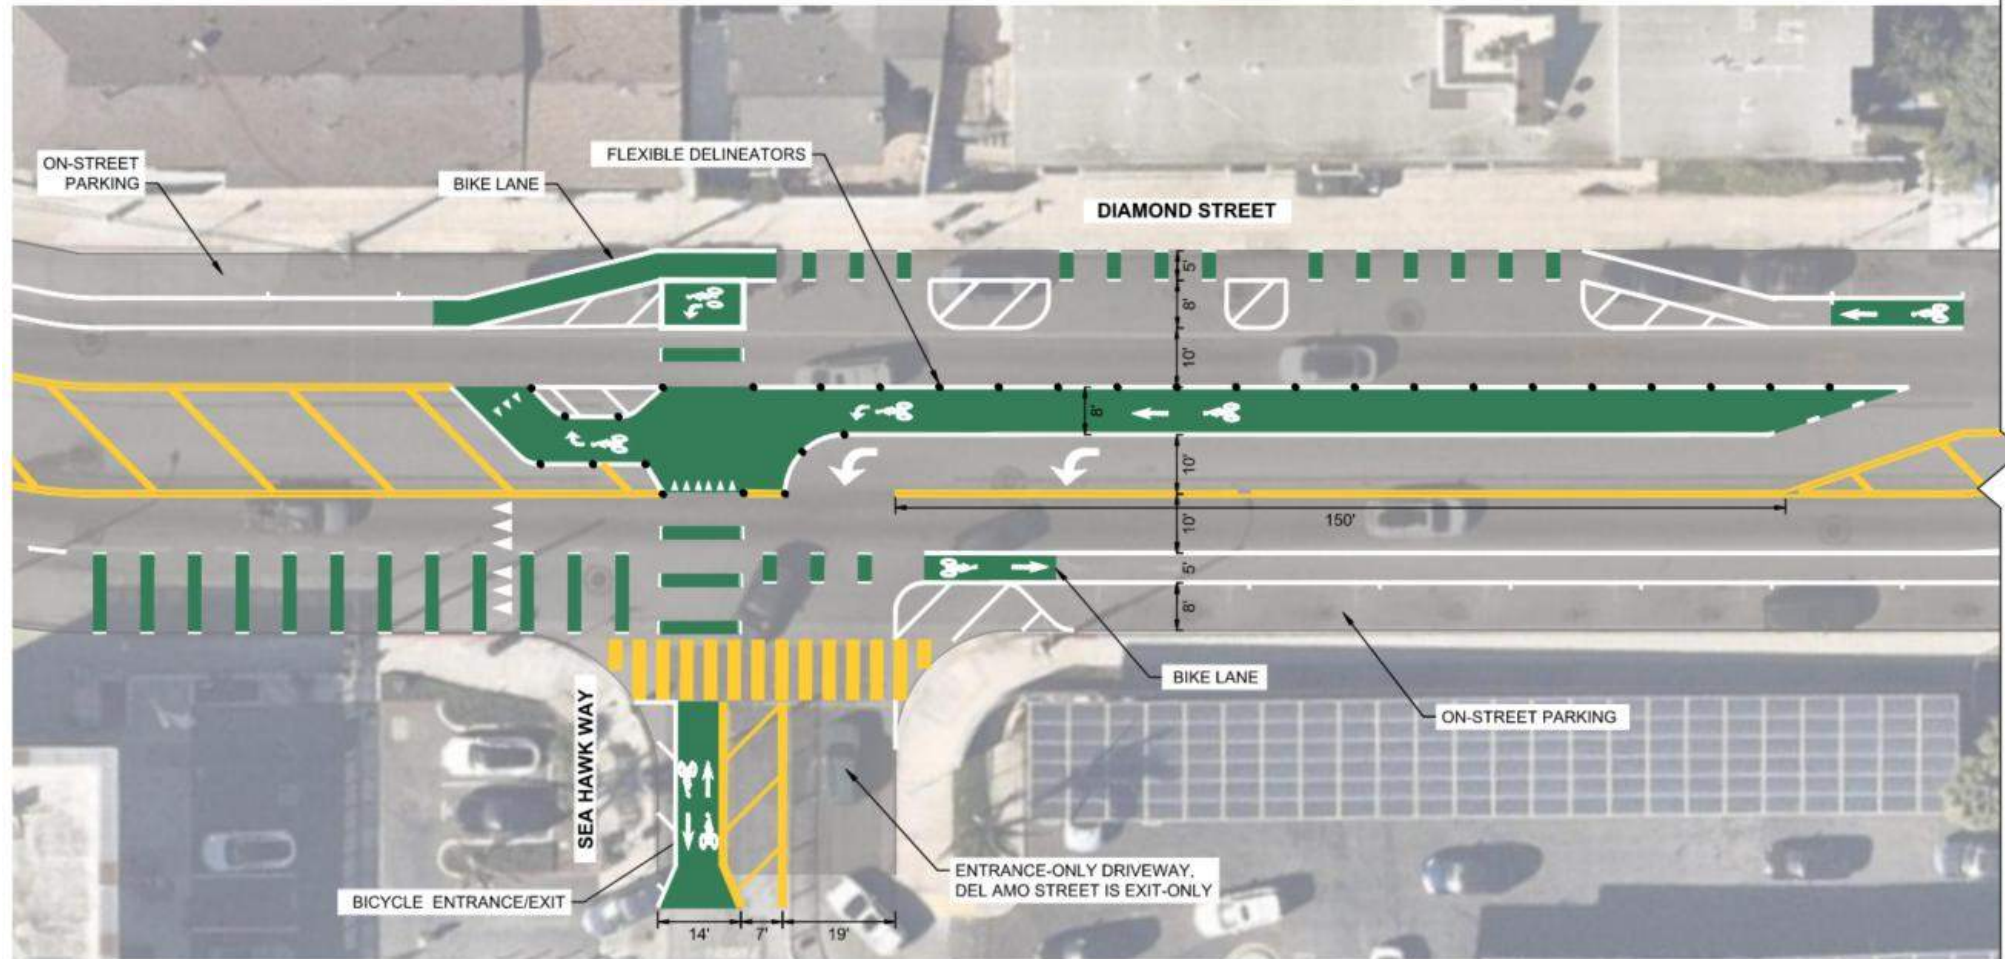 ON-STREET
PARKING
BIKE LANE
FLEXIBLE DELINEATORS
DIAMOND STREET
5'
8'
10'
8'
10'
150'
10'
5'
8'
BIKE LANE
ON-STREET PARKING
SEA HAWK WAY
ENTRANCE-ONLY DRIVEWAY,
DEL AMO STREET IS EXIT-ONLY
BICYCLE ENTRANCE/EXIT
14'
7'
19'